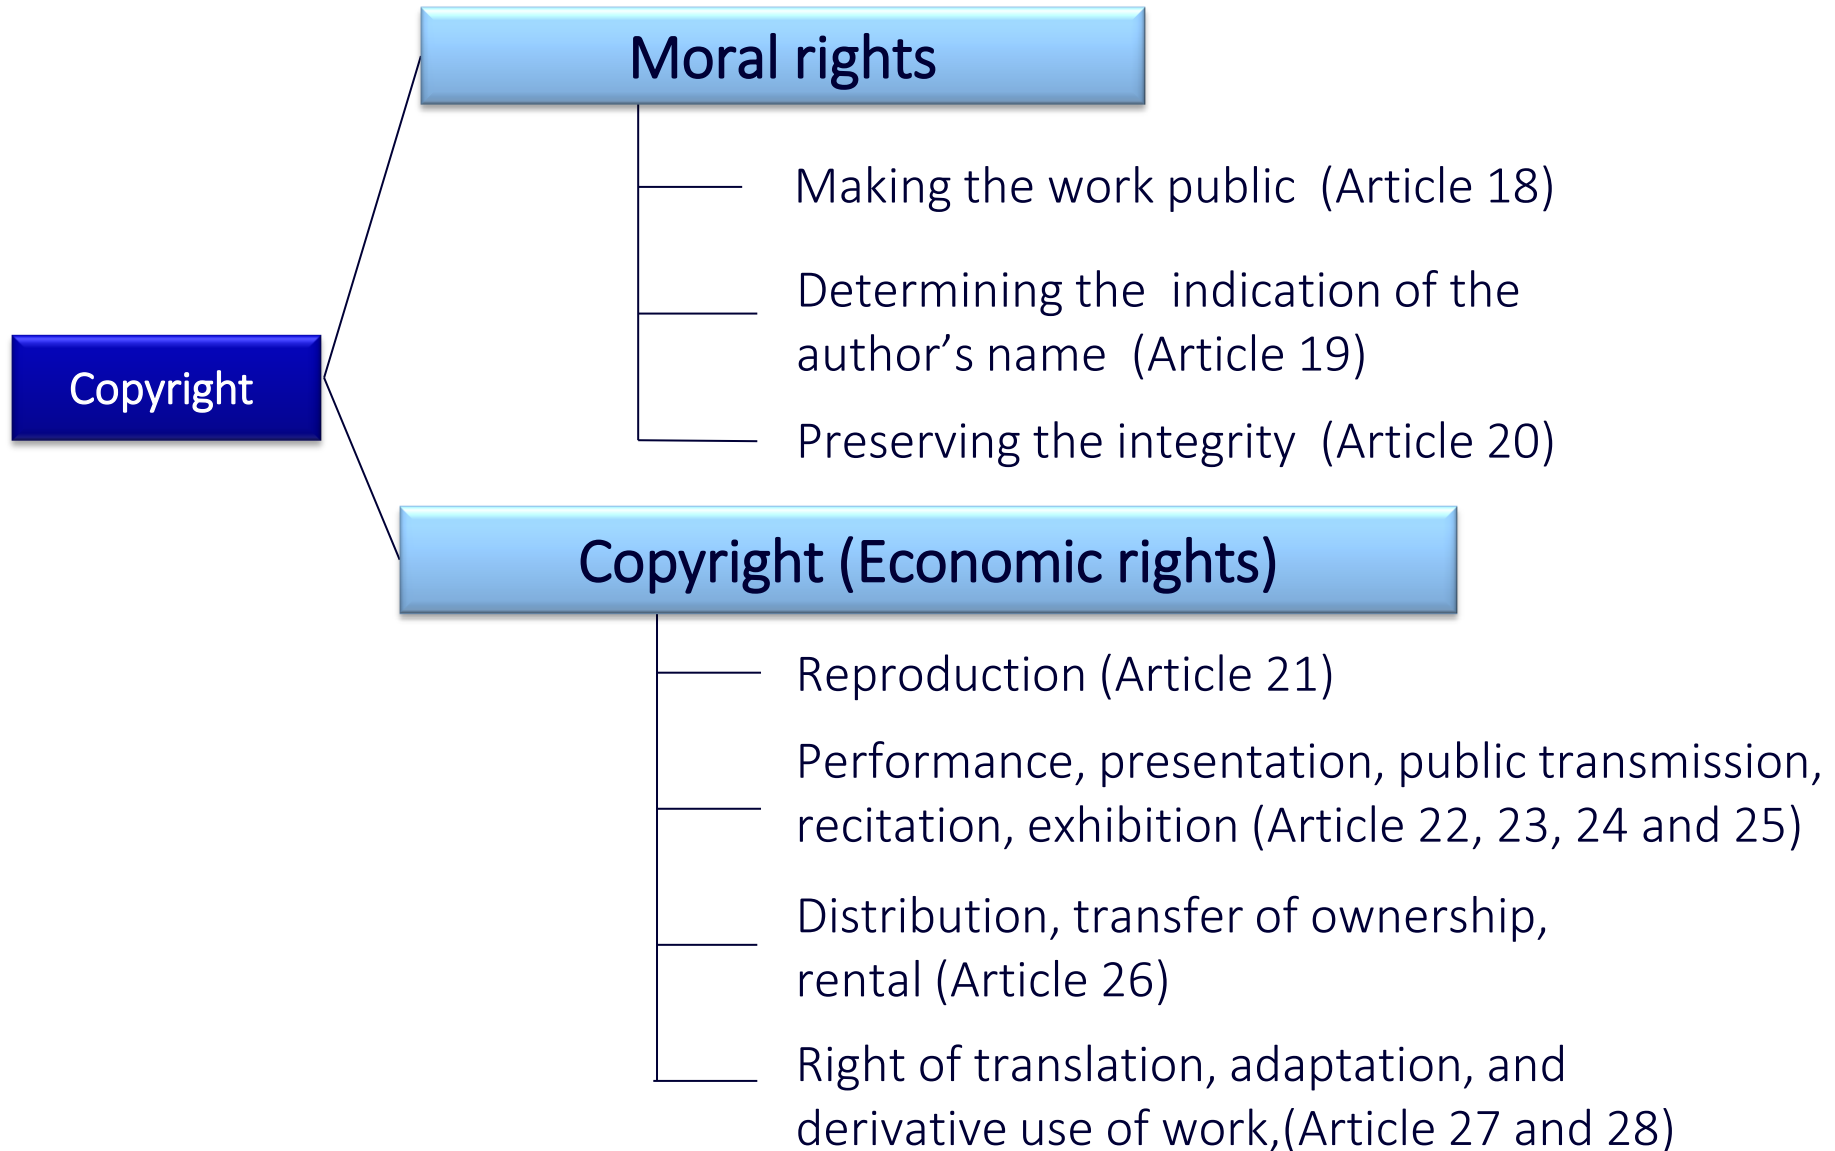 Moral rights
Making the work public (Article 18)
Determining the indication of the
author’s name (Article 19)
Copyright
Preserving the integrity (Article 20)
Copyright (Economic rights)
Reproduction (Article 21)
Performance, presentation, public transmission,
recitation, exhibition (Article 22, 23, 24 and 25)
Distribution, transfer of ownership,
rental (Article 26)
Right of translation, adaptation, and
derivative use of work,(Article 27 and 28)